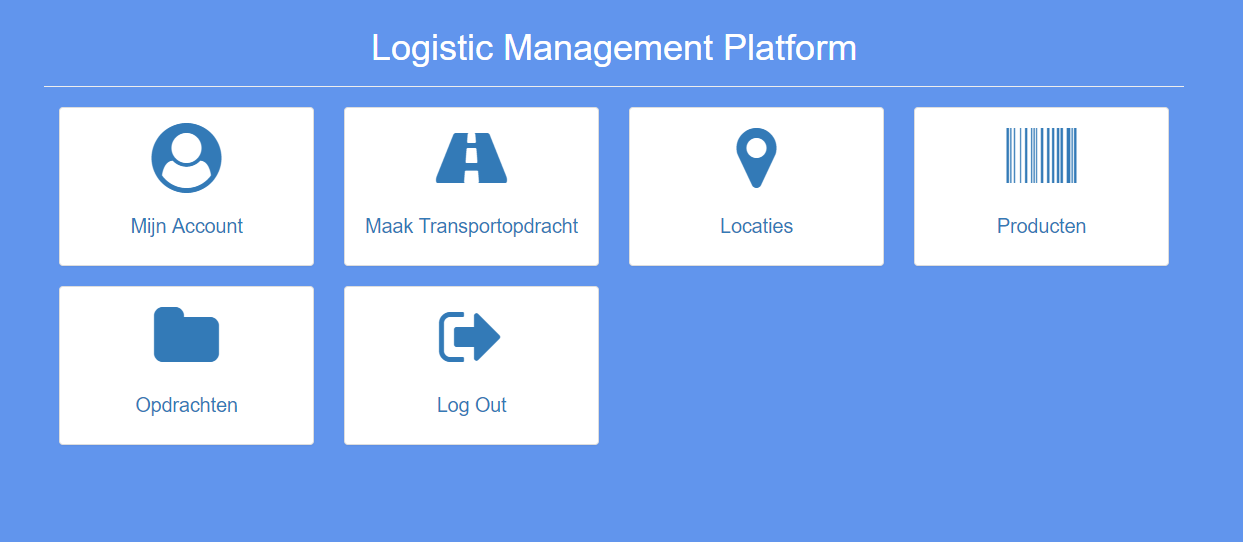 Logistic Management Platform
Mijn Account
Maak Transportopdracht
Locaties
Producten
Opdrachten
Log Out